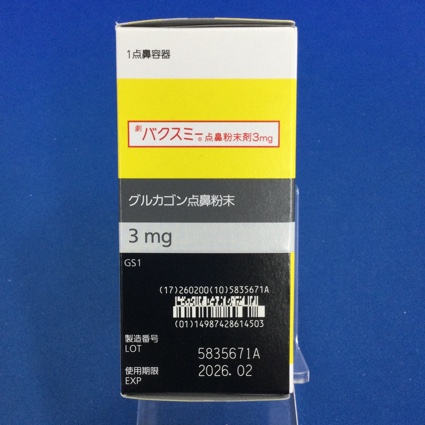 1点鼻容器
劇 バクスミー® 点鼻粉末剤3mg
グルカゴン点鼻粉末
3 mg
GS1
(17)260200(10)5835671A
(01)14987428614503
製造番号
LOT 5835671A
使用期限
EXP 2026.02